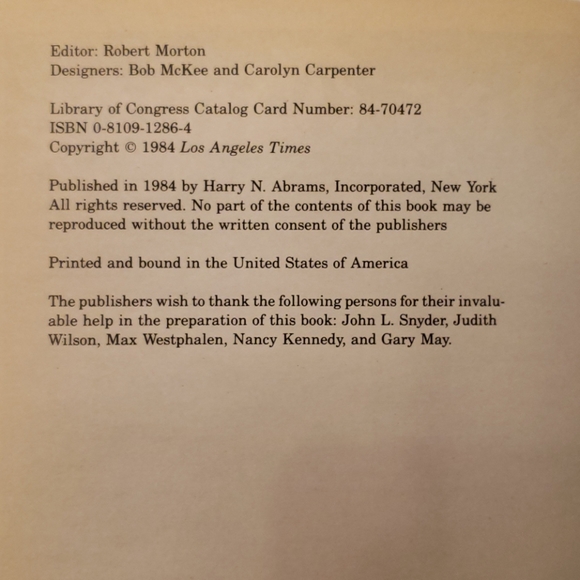 Editor: Robert Morton
Designers: Bob McKee and Carolyn Carpenter
Library of Congress Catalog Card Number: 84-70472
ISBN 0-8109-1286-4
Copyright © 1984 Los Angeles Times
Published in 1984 by Harry N. Abrams, Incorporated, New York
All rights reserved. No part of the contents of this book may be
reproduced without the written consent of the publishers
Printed and bound in the United States of America
The publishers wish to thank the following persons for their invalu-
able help in the preparation of this book: John L. Snyder, Judith
Wilson, Max Westphalen, Nancy Kennedy, and Gary May.